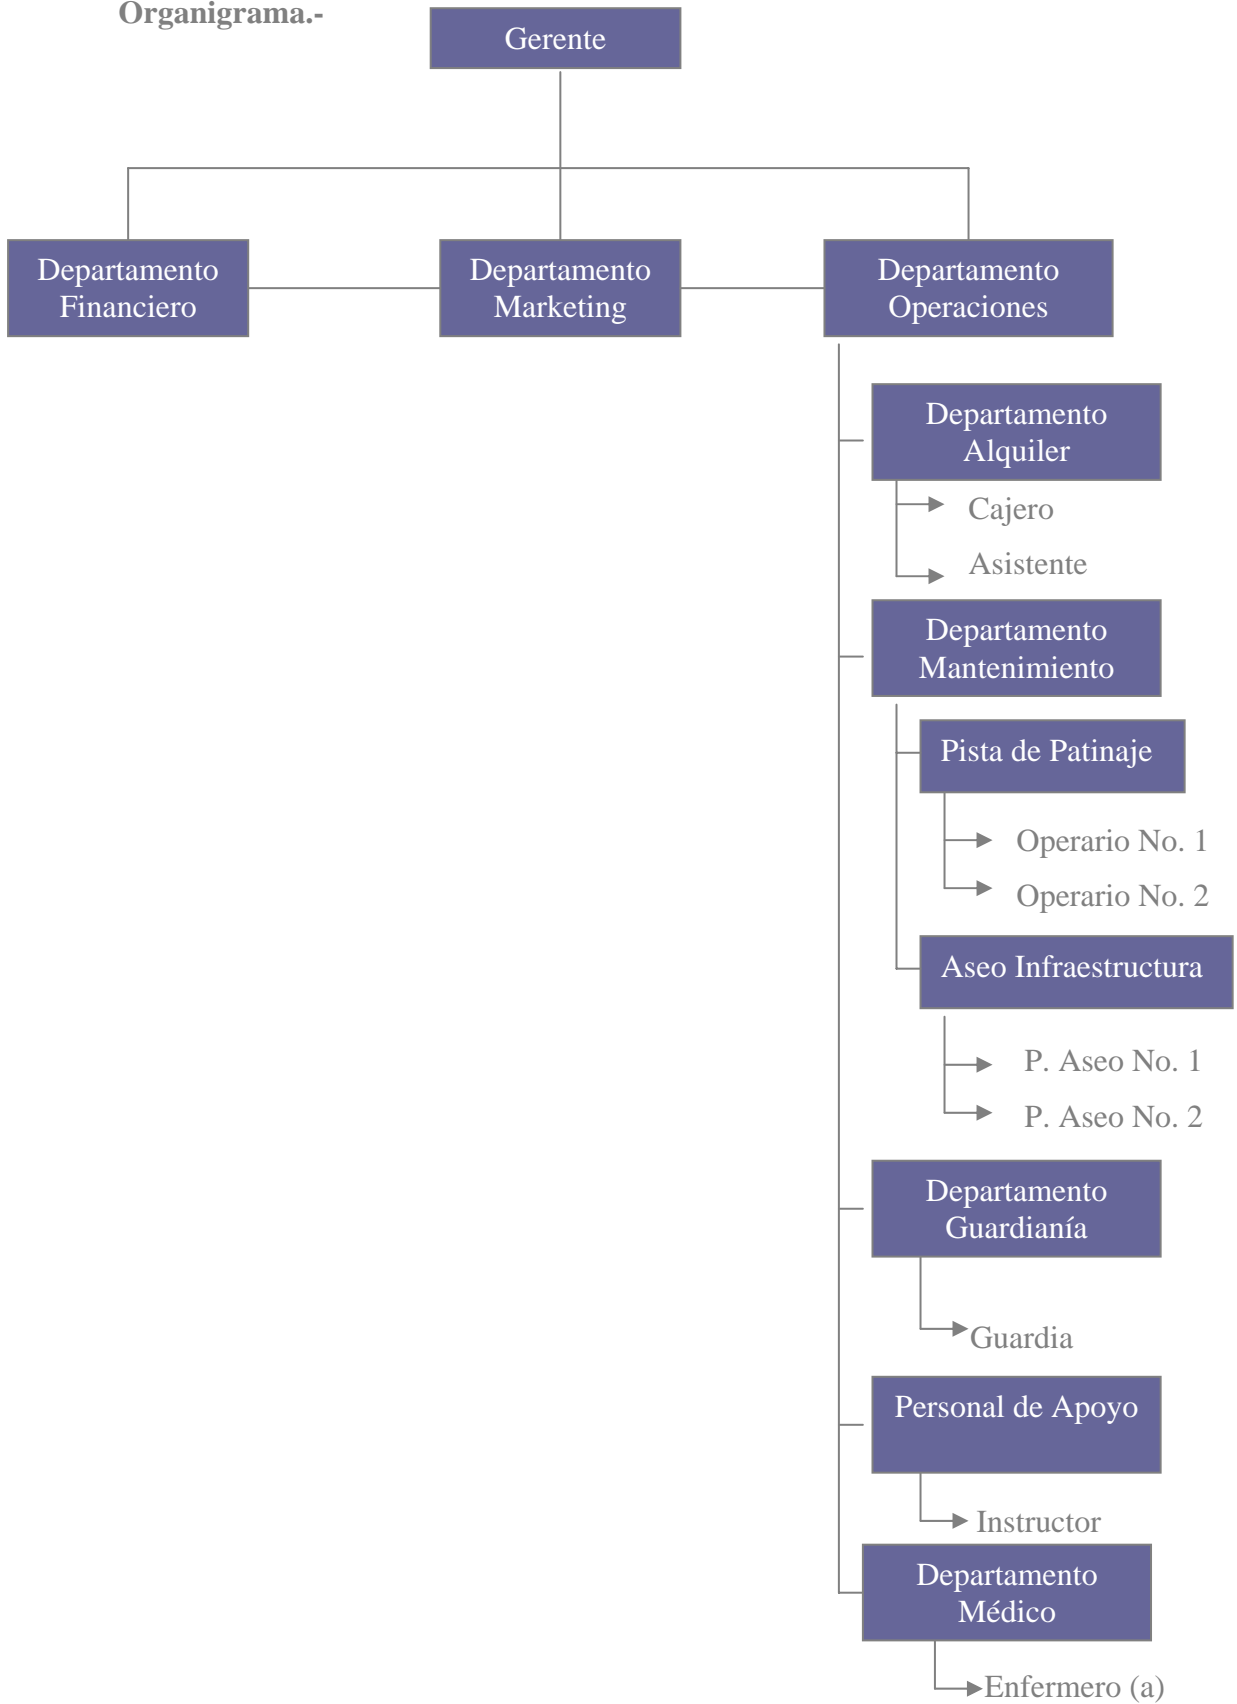 Organigrama.-
Gerente
Departamento
Financiero
Departamento
Marketing
Departamento
Operaciones
Departamento
Alquiler
Cajero
Asistente
Departamento
Mantenimiento
Pista de Patinaje
Operario No. 1
Operario No. 2
Aseo Infraestructura
P. Aseo No. 1
P. Aseo No. 2
Departamento
Guardianía
Guardia
Personal de Apoyo
Instructor
Departamento
Médico
Enfermero (a)